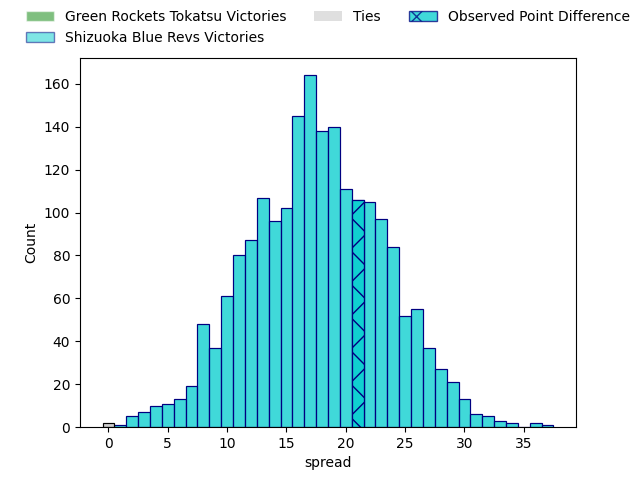 Green Rockets Tokatsu Victories
Ties
Observed Point Difference
Shizuoka Blue Revs Victories
160
140
120
100
80
60
40
20
0
Count
0 5 10 15 20 25 30 35
spread